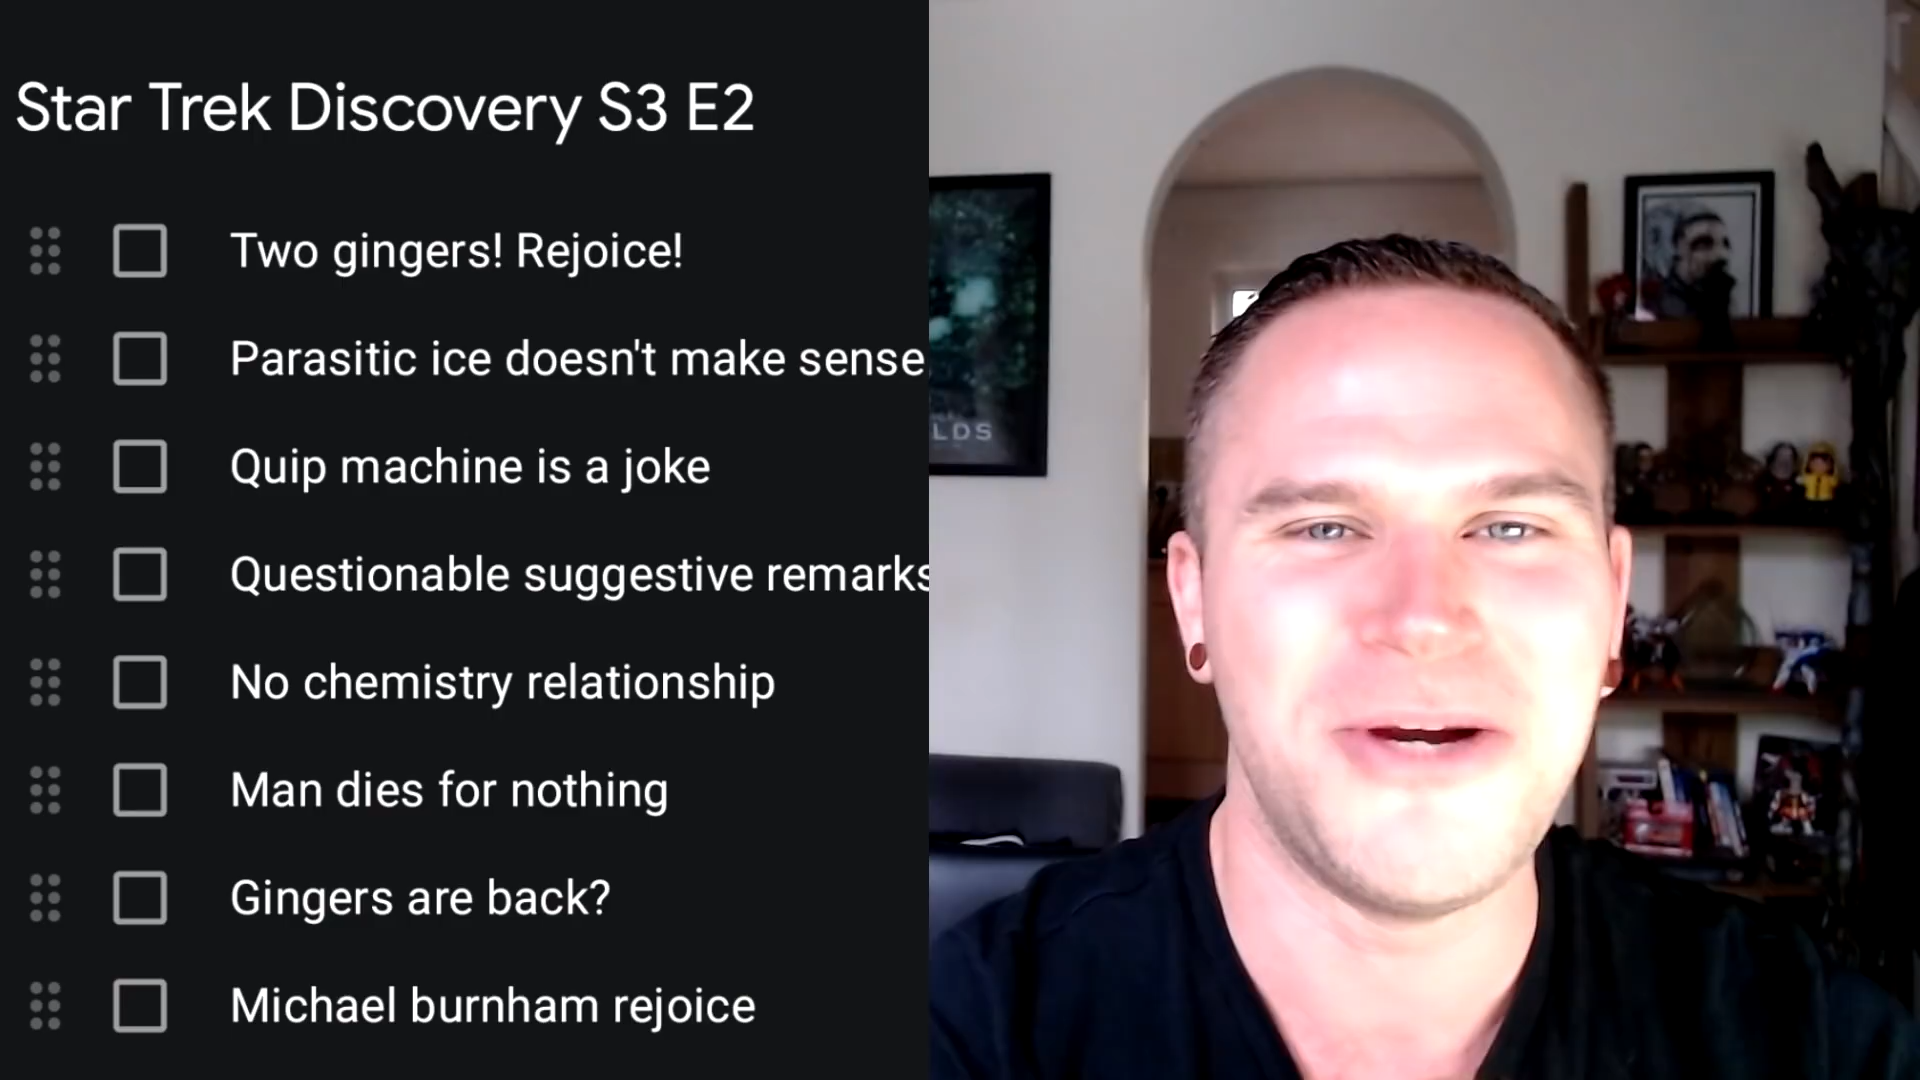 Star Trek Discovery S3 E2
Two gingers! Rejoice!
Parasitic ice doesn't make sense
Quip machine is a joke
Questionable suggestive remarks
No chemistry relationship
Man dies for nothing
Gingers are back?
Michael burnham rejoice
LDS